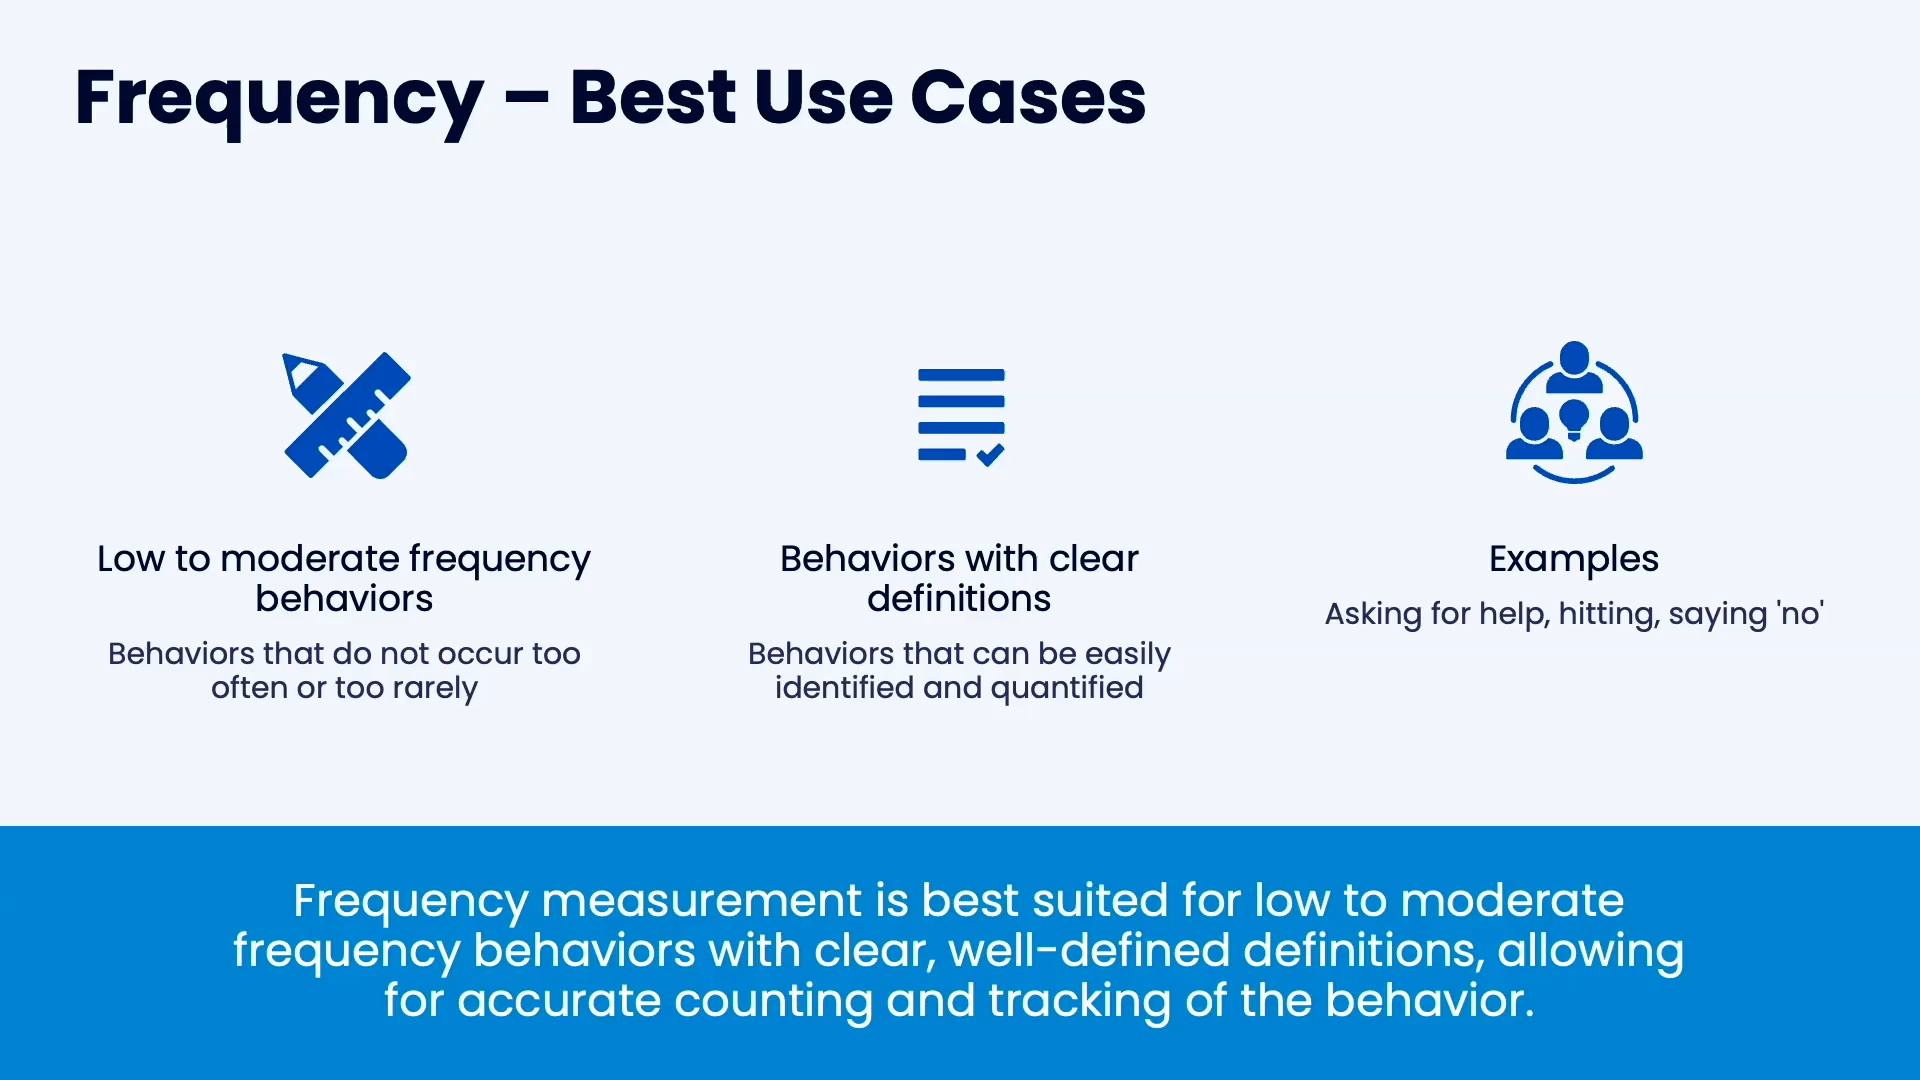 Frequency – Best Use Cases
Low to moderate frequency
behaviors
Behaviors that do not occur too
often or too rarely
Behaviors with clear
definitions
Behaviors that can be easily
identified and quantified
Examples
Asking for help, hitting, saying 'no'
Frequency measurement is best suited for low to moderate
frequency behaviors with clear, well-defined definitions, allowing
for accurate counting and tracking of the behavior.